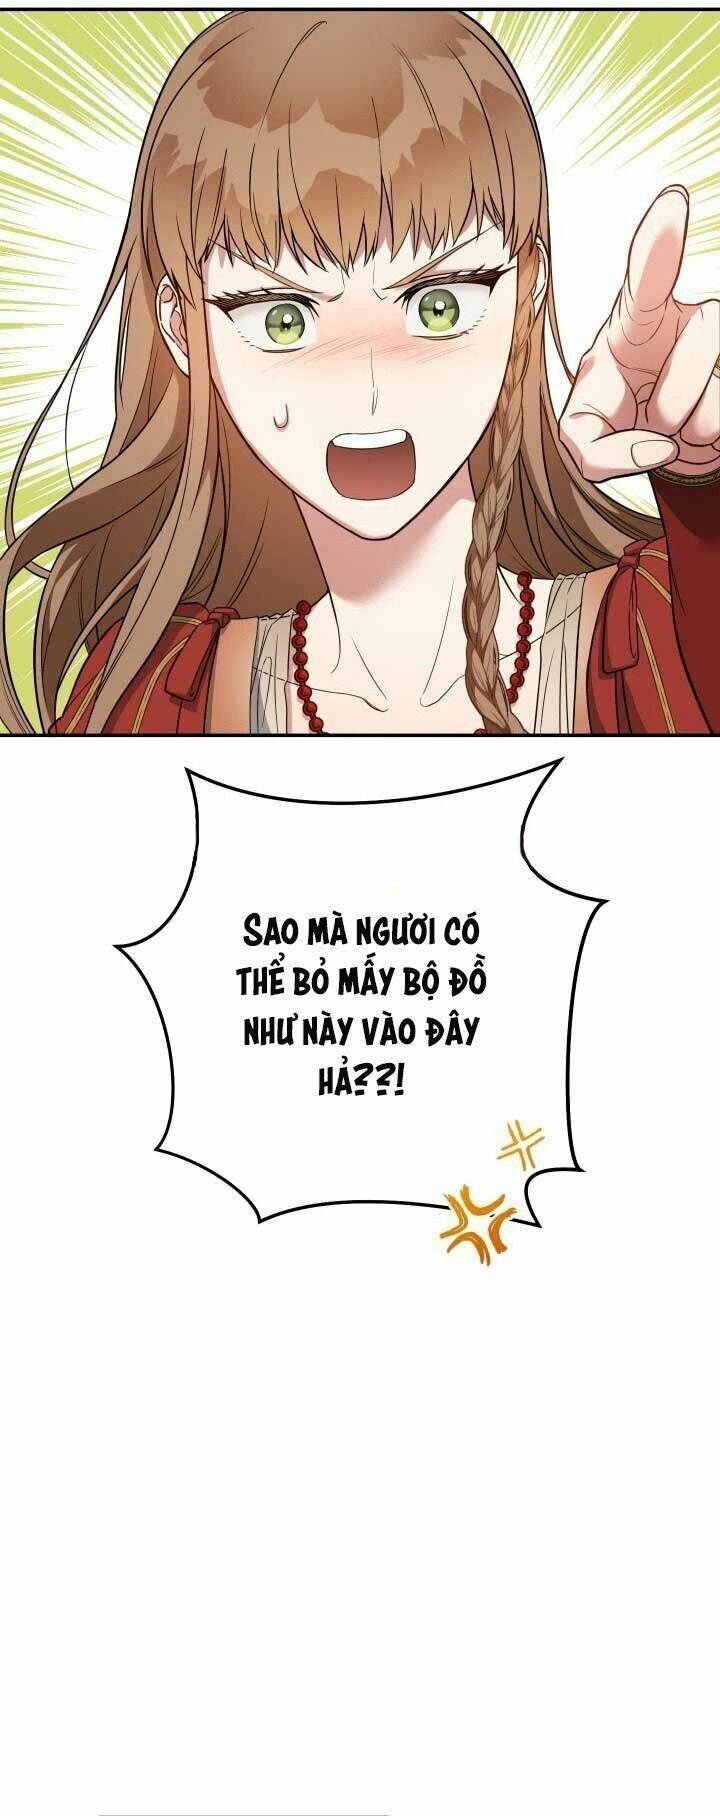 SAO MÀ NGƯƠI CÓ
THỂ BỎ MẤY BỘ ĐỒ
NHƯ NÀY VÀO ĐÂY
HẢ??!